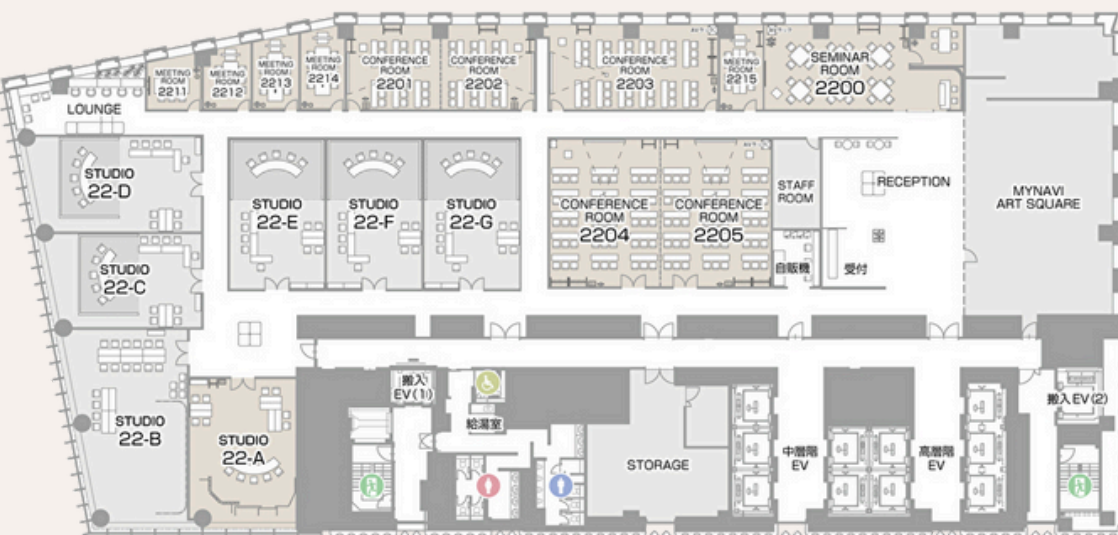 MEETING
ROOM
2211
MEETING
ROOM
2212
MEETING
ROOM
2213
MEETING
ROOM
2214
CONFERENCE
ROOM
2201
CONFERENCE
ROOM
2202
CONFERENCE
ROOM
2203
MEETING
ROOM
2215
SEMINAR
ROOM
2200
LOUNGE
STUDIO
22-D
STUDIO
22-E
STUDIO
22-F
STUDIO
22-G
CONFERENCE
ROOM
2204
CONFERENCE
ROOM
2205
STAFF
ROOM
RECEPTION
MYNAVI
ART SQUARE
STUDIO
22-C
自販機
受付
STUDIO
22-B
STUDIO
22-A
搬入
EV(1)
給湯室
STORAGE
中層階
EV
高層階
EV
搬入EV(2)